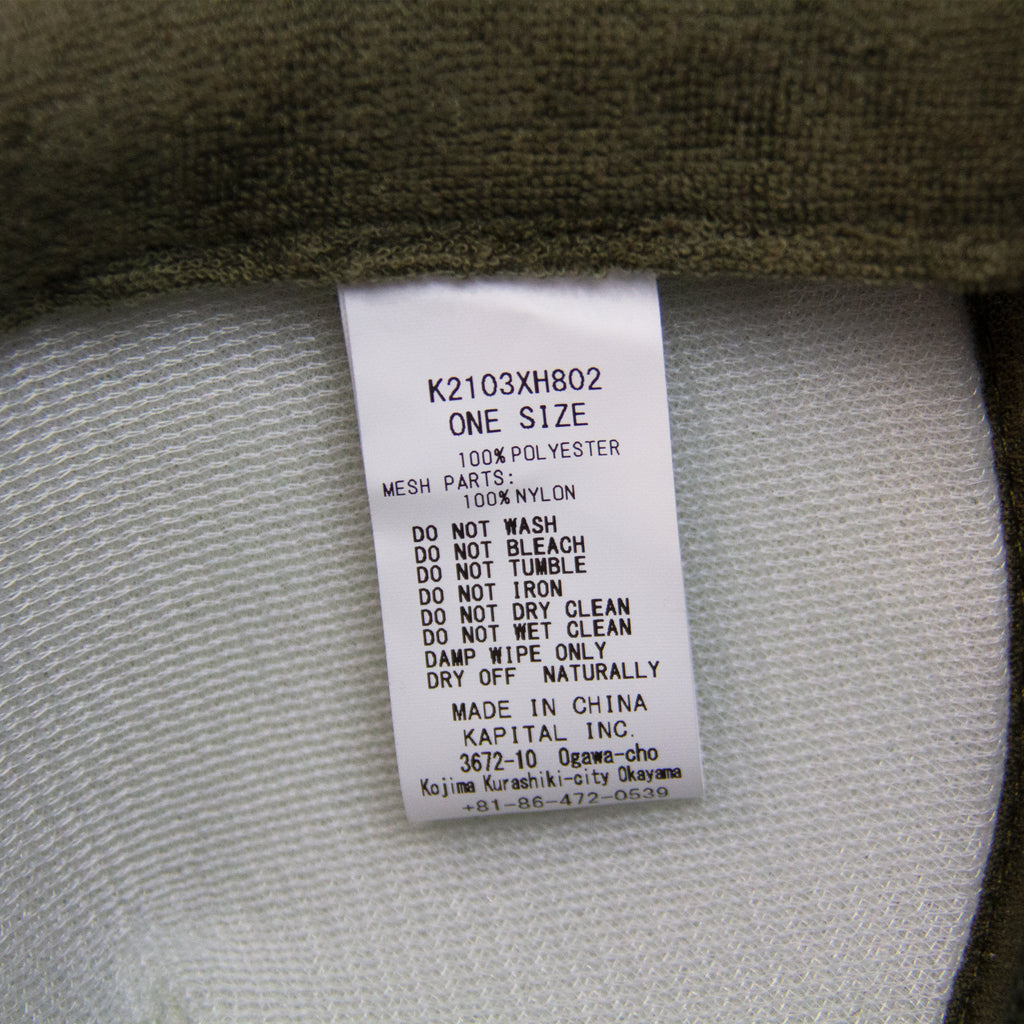 K2103XH802
ONE SIZE
100% POLYESTER
MESH PARTS:
100% NYLON
DO NOT WASH
DO NOT BLEACH
DO NOT TUMBLE
DO NOT IRON
DO NOT DRY CLEAN
DO NOT WET CLEAN
DAMP WIPE ONLY
DRY OFF NATURALLY
MADE IN CHINA
KAPITAL INC.
3672-10 Ogawa-cho
Kojima Kurashiki-city Okayama
+81-86-472-0539